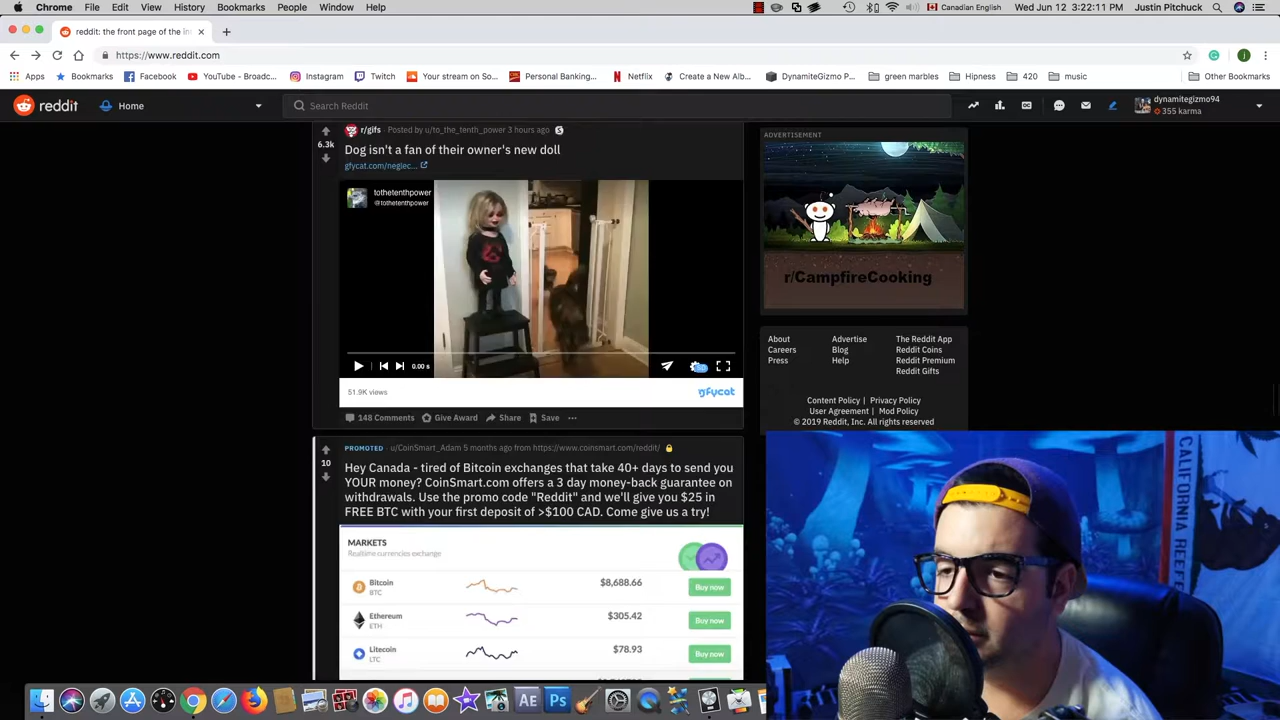 Chrome File Edit View History Bookmarks People Window Help Canadian English Wed Jun 12 3:22:11 PM Justin Pitchuck
reddit: the front page of the in
https://www.reddit.com
Apps Bookmarks Facebook YouTube - Broadc... Instagram Twitch Your stream on So... Personal Banking... Netflix Create a New Alb... DynamiteGizmo P... green marbles Hipness 420 music Other Bookmarks
reddit Home Search Reddit dynamitegizmo94
355 karma
6.3k
r/gifs Posted by u/to_the_tenth_power 3 hours ago
Dog isn't a fan of their owner's new doll
gfycat.com/neglec...
tothetenthpower
@tothetenthpower
0.00 s
51.9K views gfycat
148 Comments Give Award Share Save
PROMOTED · u/CoinSmart_Adam 5 months ago from https://www.coinsmart.com/reddit/
10
Hey Canada - tired of Bitcoin exchanges that take 40+ days to send you
YOUR money? CoinSmart.com offers a 3 day money-back guarantee on
withdrawals. Use the promo code "Reddit" and we'll give you $25 in
FREE BTC with your first deposit of >$100 CAD. Come give us a try!
MARKETS
Realtime currencies exchange
Bitcoin $8,688.66 Buy now
BTC
Ethereum $305.42 Buy now
ETH
Litecoin $78.93 Buy now
LTC
ADVERTISEMENT
r/CampfireCooking
About Advertise The Reddit App
Careers Blog Reddit Coins
Press Help Reddit Premium
Reddit Gifts
Content Policy | Privacy Policy
User Agreement | Mod Policy
© 2019 Reddit, Inc. All rights reserved
CALIFORNIA REEFE
AE Ps